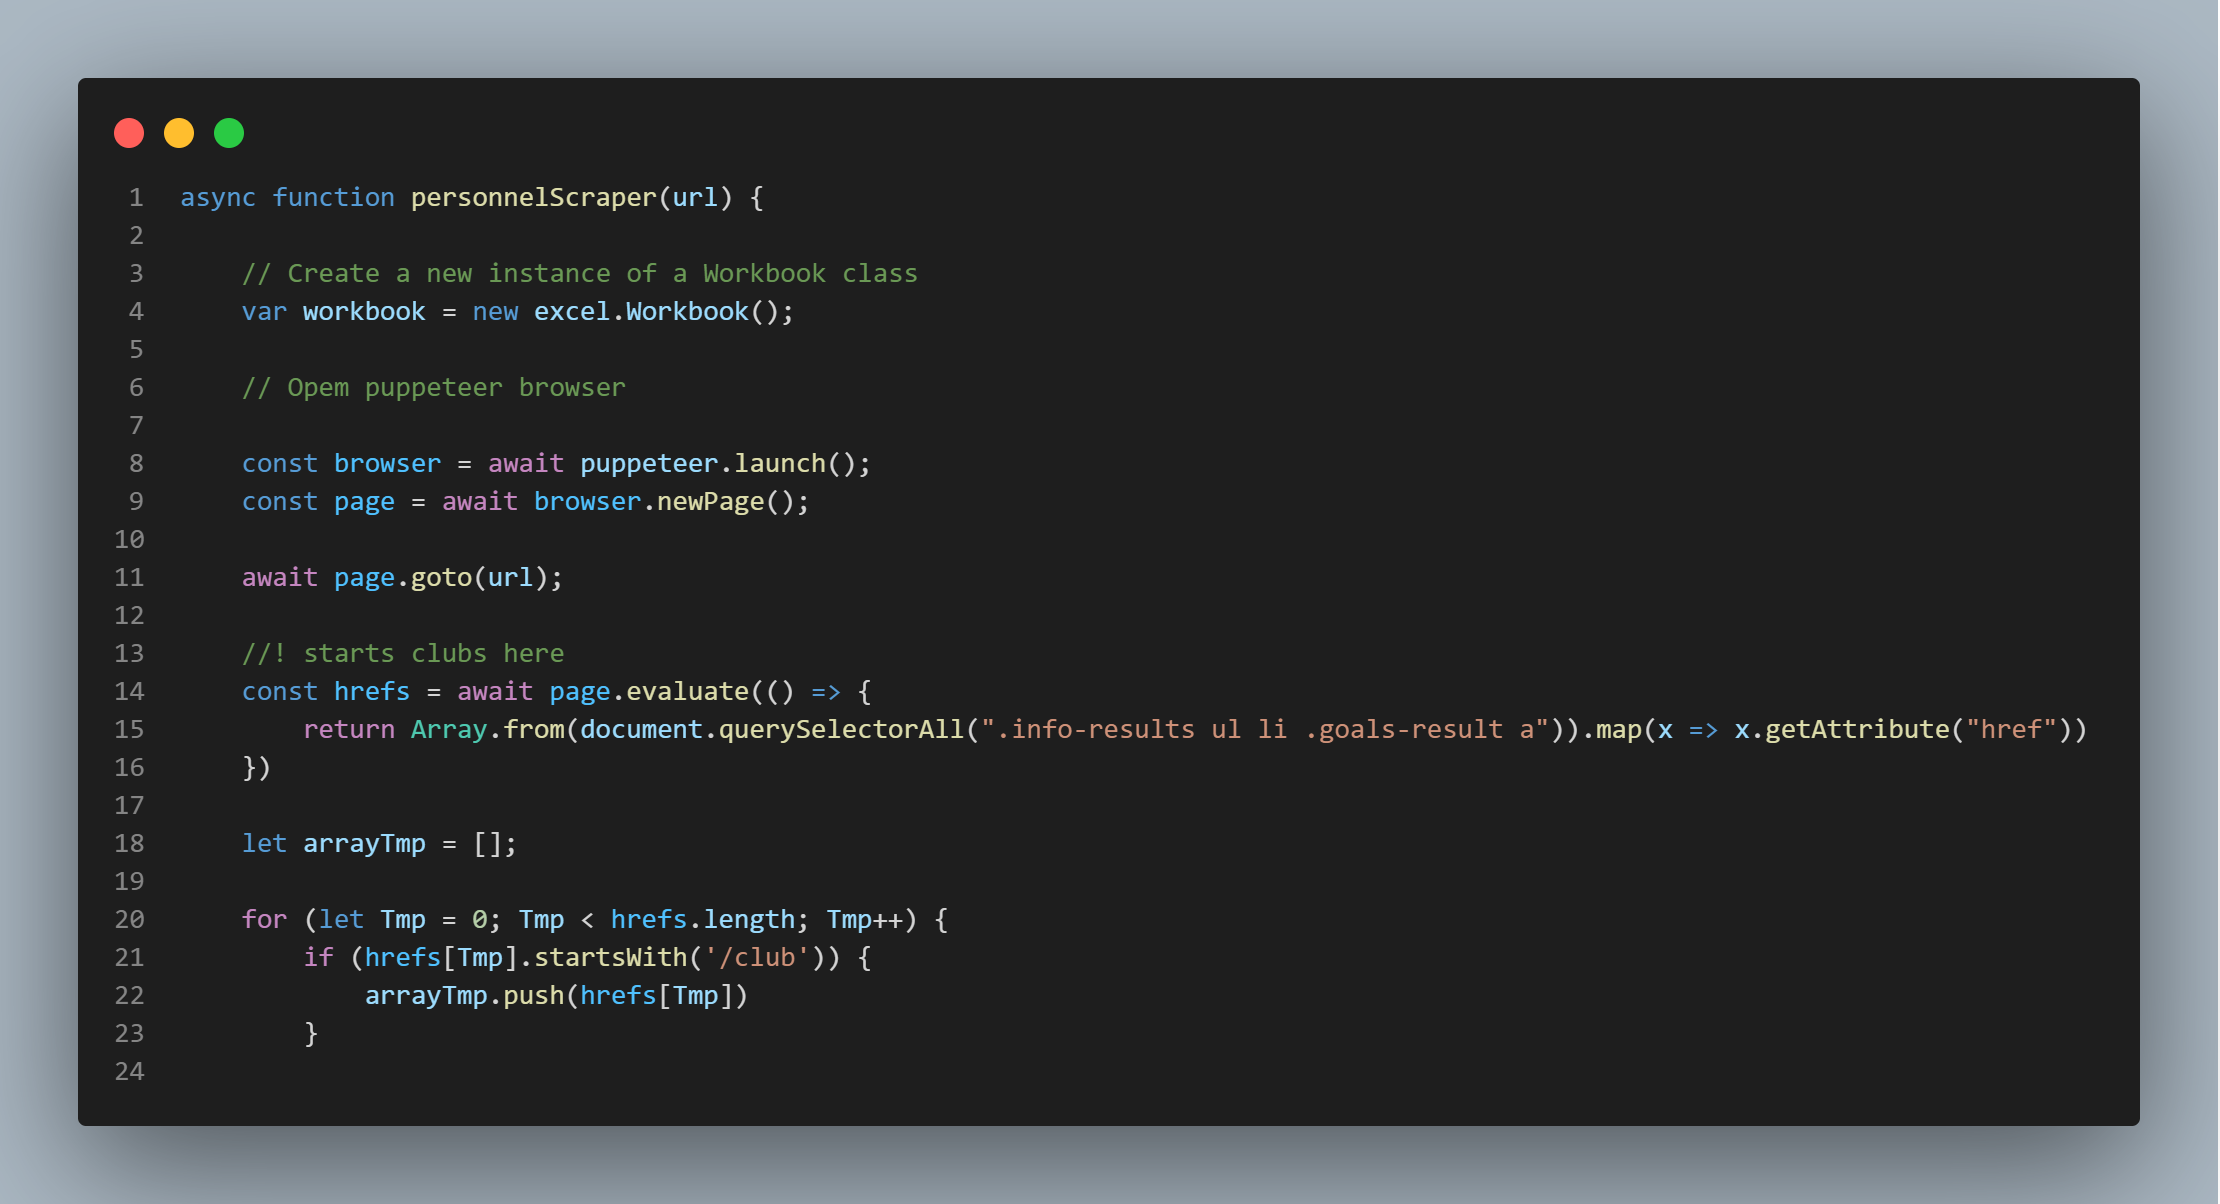 1 async function personnelScraper(url) {
2
3     // Create a new instance of a Workbook class
4     var workbook = new excel.Workbook();
5
6     // Opem puppeteer browser
7
8     const browser = await puppeteer.launch();
9     const page = await browser.newPage();
10
11     await page.goto(url);
12
13     //! starts clubs here
14     const hrefs = await page.evaluate(() => {
15         return Array.from(document.querySelectorAll(".info-results ul li .goals-result a")).map(x => x.getAttribute("href"))
16     })
17
18     let arrayTmp = [];
19
20     for (let Tmp = 0; Tmp < hrefs.length; Tmp++) {
21         if (hrefs[Tmp].startsWith('/club')) {
22             arrayTmp.push(hrefs[Tmp])
23         }
24